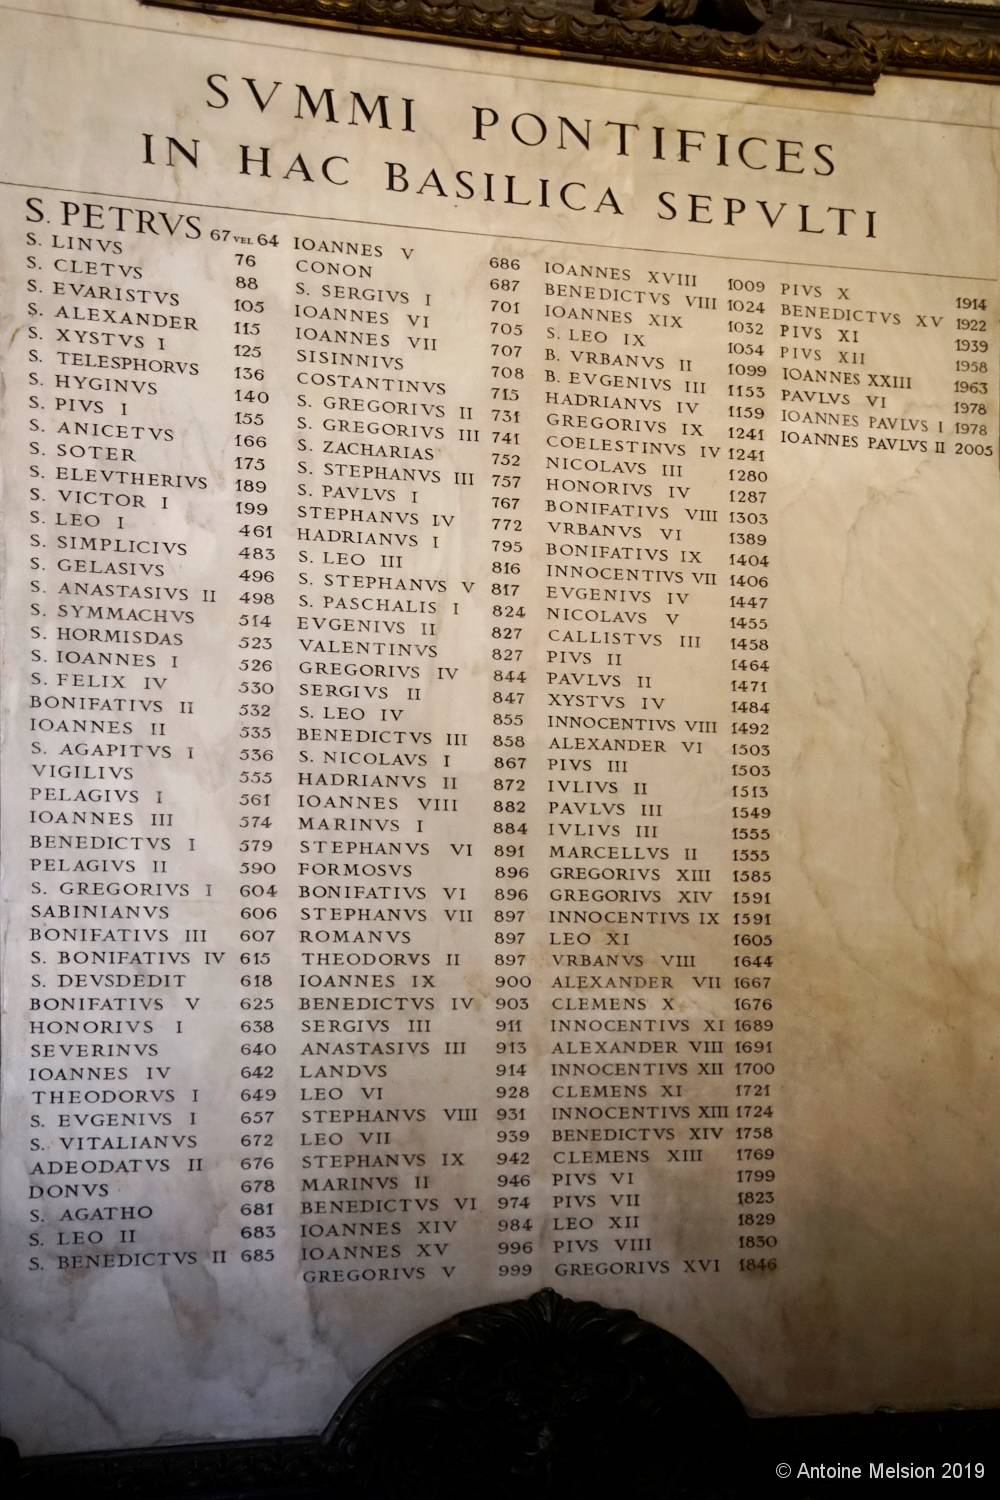 SVMMI PONTIFICES
IN HAC BASILICA SEPVLTI
S. PETRVS 67 VEL 64
S. LINVS 76
S. CLETVS 88
S. EVARISTVS 105
S. ALEXANDER 115
S. XYSTVS I 125
S. TELESPHORVS 136
S. HYGINVS 140
S. PIVS I 155
S. ANICETVS 166
S. SOTER 175
S. ELEVTHERIVS 189
S. VICTOR I 199
S. LEO I 461
S. SIMPLICIVS 483
S. GELASIVS 496
S. ANASTASIVS II 498
S. SYMMACHVS 514
S. HORMISDAS 523
S. IOANNES I 526
S. FELIX IV 530
BONIFATIVS II 532
IOANNES II 535
S. AGAPITVS I 536
VIGILIVS 555
PELAGIVS I 561
IOANNES III 574
BENEDICTVS I 579
PELAGIVS II 590
S. GREGORIVS I 604
SABINIANVS 606
BONIFATIVS III 607
S. BONIFATIVS IV 615
S. DEVSDEDIT 618
BONIFATIVS V 625
HONORIVS I 638
SEVERINVS 640
IOANNES IV 642
THEODORVS I 649
S. EVGENIVS I 657
S. VITALIANVS 672
ADEODATVS II 676
DONVS 678
S. AGATHO 681
S. LEO II 683
S. BENEDICTVS II 685
IOANNES V 686
CONON 687
S. SERGIVS I 701
IOANNES VI 705
IOANNES VII 707
SISINNIVS 708
COSTANTINVS 715
S. GREGORIVS II 731
S. GREGORIVS III 741
S. ZACHARIAS 752
S. STEPHANVS III 757
S. PAVLVS I 767
STEPHANVS IV 772
HADRIANVS I 795
S. LEO III 816
S. STEPHANVS V 817
S. PASCHALIS I 824
EVGENIVS II 827
VALENTINVS 827
GREGORIVS IV 844
SERGIVS II 847
S. LEO IV 855
BENEDICTVS III 858
S. NICOLAVS I 867
HADRIANVS II 872
IOANNES VIII 882
MARINVS I 884
STEPHANVS VI 891
FORMOSVS 896
BONIFATIVS VI 896
STEPHANVS VII 897
ROMANVS 897
THEODORVS II 897
IOANNES IX 900
BENEDICTVS IV 903
SERGIVS III 911
ANASTASIVS III 913
LANDVS 914
LEO VI 928
STEPHANVS VIII 931
LEO VII 939
STEPHANVS IX 942
MARINVS II 946
BENEDICTVS VI 974
IOANNES XIV 984
IOANNES XV 996
GREGORIVS V 999
IOANNES XVIII 1009
BENEDICTVS VIII 1024
IOANNES XIX 1032
S. LEO IX 1054
B. VRBANVS II 1099
B. EVGENIVS III 1153
HADRIANVS IV 1159
GREGORIVS IX 1241
COELESTINVS IV 1241
NICOLAVS III 1280
HONORIVS IV 1287
BONIFATIVS VIII 1303
VRBANVS VI 1389
BONIFATIVS IX 1404
INNOCENTIVS VII 1406
EVGENIVS IV 1447
NICOLAVS V 1455
CALLISTVS III 1458
PIVS II 1464
PAVLVS II 1471
XYSTVS IV 1484
INNOCENTIVS VIII 1492
ALEXANDER VI 1503
PIVS III 1503
IVLIVS II 1513
PAVLVS III 1549
IVLIVS III 1555
MARCELLVS II 1555
GREGORIVS XIII 1585
GREGORIVS XIV 1591
INNOCENTIVS IX 1591
LEO XI 1605
VRBANVS VIII 1644
ALEXANDER VII 1667
CLEMENS X 1676
INNOCENTIVS XI 1689
ALEXANDER VIII 1691
INNOCENTIVS XII 1700
CLEMENS XI 1721
INNOCENTIVS XIII 1724
BENEDICTVS XIV 1758
CLEMENS XIII 1769
PIVS VI 1799
PIVS VII 1823
LEO XII 1829
PIVS VIII 1830
GREGORIVS XVI 1846
PIVS X 1914
BENEDICTVS XV 1922
PIVS XI 1939
PIVS XII 1958
IOANNES XXIII 1963
PAVLVS VI 1978
IOANNES PAVLVS I 1978
IOANNES PAVLVS II 2005
© Antoine Melsion 2019